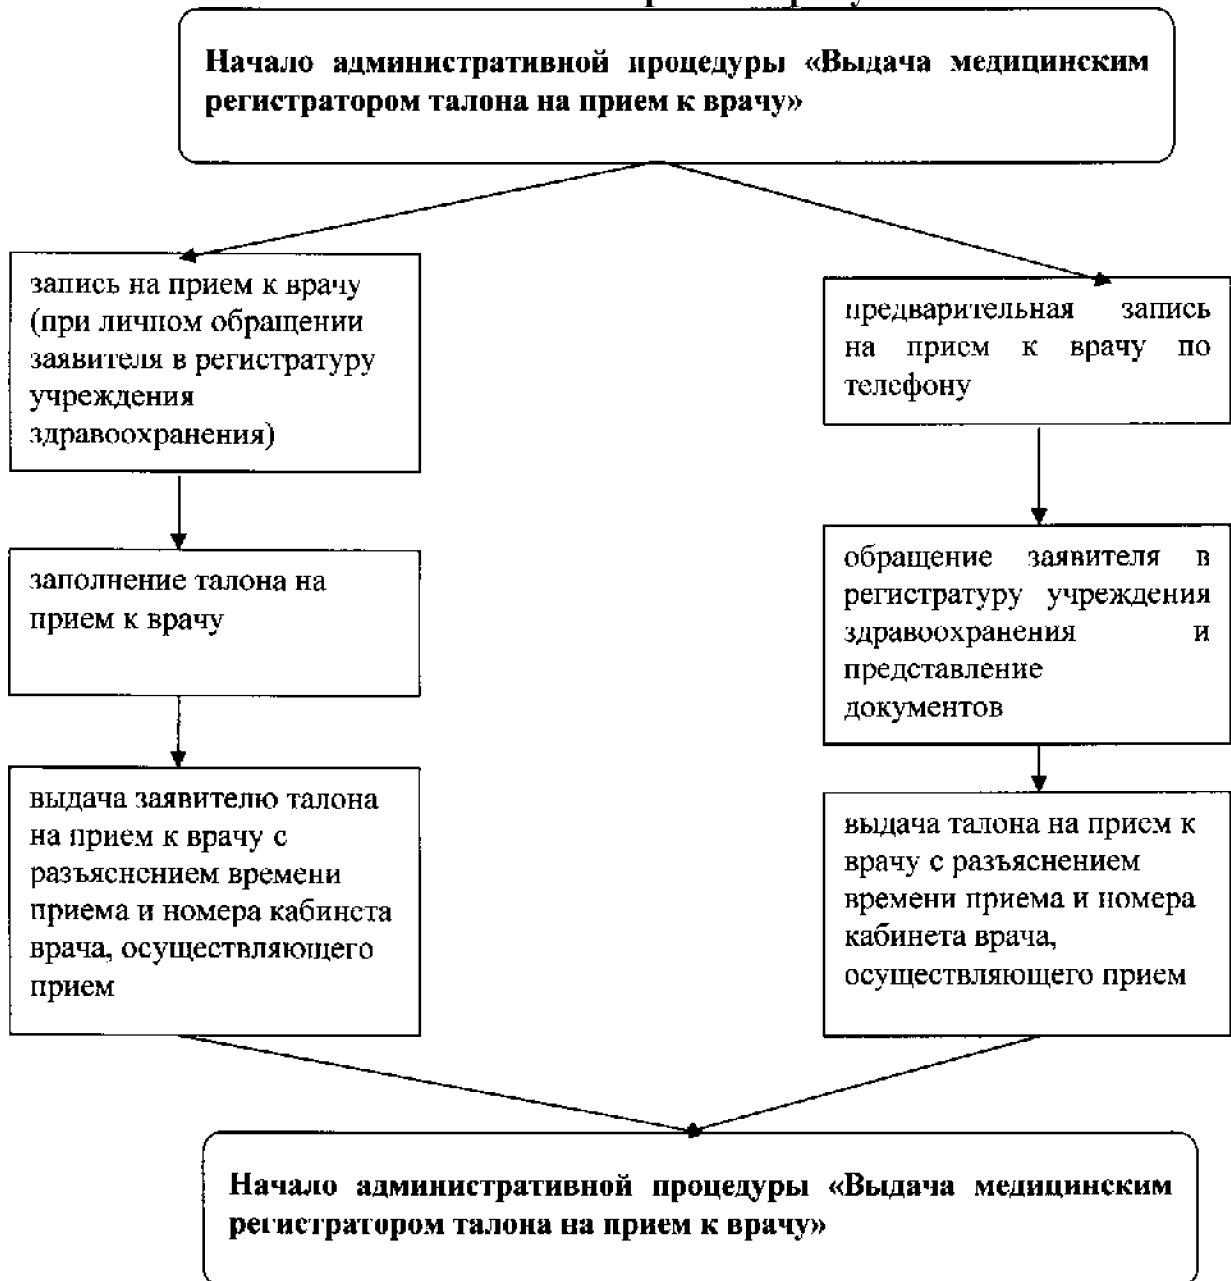 Начало административной процедуры «Выдача медицинским
регистратором талона на прием к врачу»
запись на прием к врачу
(при личном обращении
заявителя в регистратуру
учреждения
здравоохранения)
заполнение талона на
прием к врачу
выдача заявителю талона
на прием к врачу с
разъяснением времени
приема и номера кабинета
врача, осуществляющего
прием
предварительная запись
на прием к врачу по
телефону
обращение заявителя в
регистратуру учреждения
здравоохранения и
представление
документов
выдача талона на прием к
врачу с разъяснением
времени приема и номера
кабинета врача,
осуществляющего прием
Начало административной процедуры «Выдача медицинским
регистратором талона на прием к врачу»